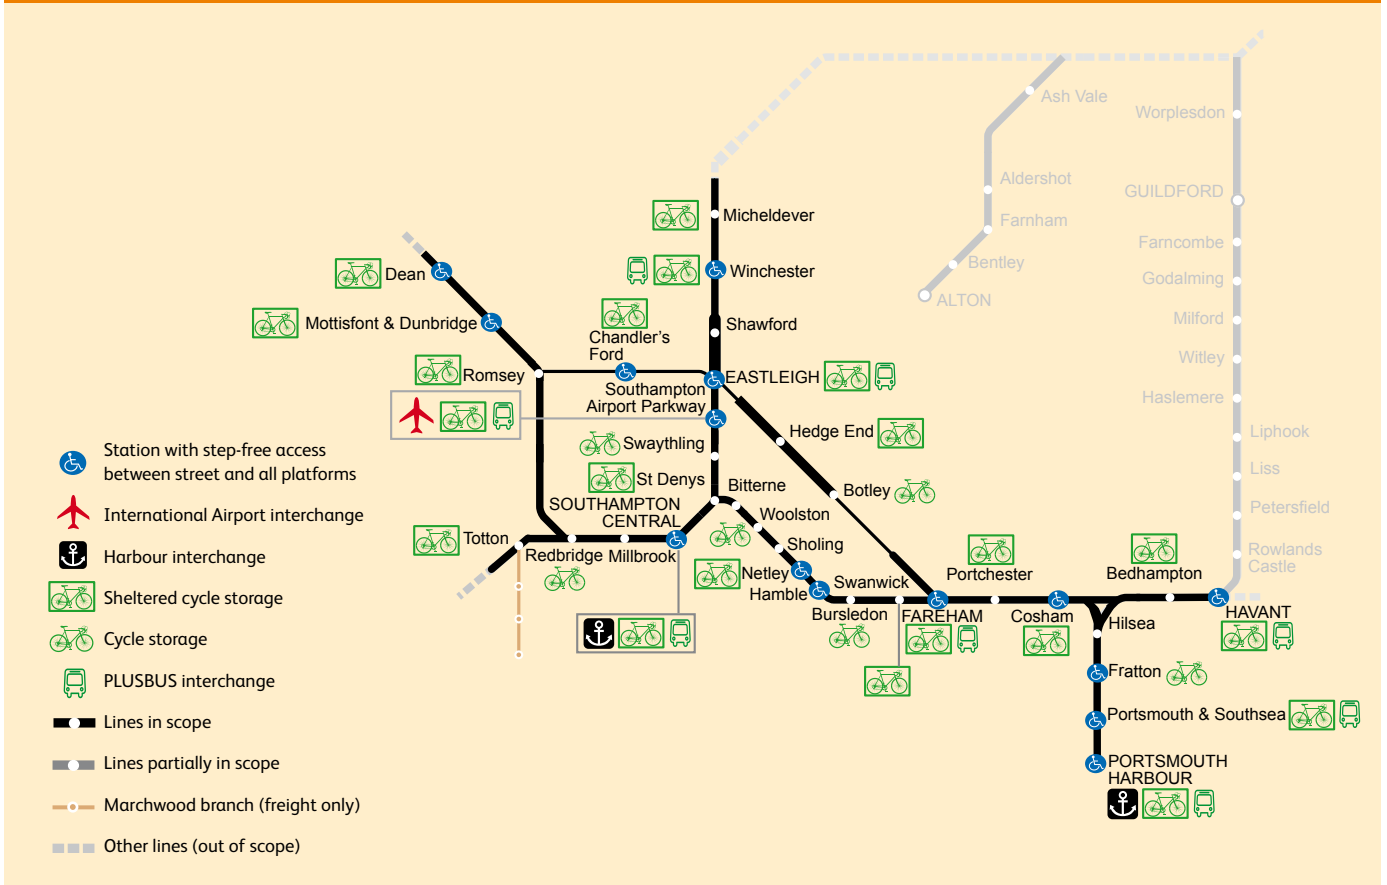 Ash Vale
Worplesdon
Aldershot
GUILDFORD
Micheldever
Farnham
Farncombe
Bentley
Winchester
Dean
Godalming
ALTON
Mottisfont & Dunbridge
Shawford
Milford
Chandler's
Ford
Witley
Romsey
EASTLEIGH
Southampton
Airport Parkway
Haslemere
Hedge End
Liphook
Swaythling
Station with step-free access
between street and all platforms
St Denys
Liss
Bitterne
Botley
SOUTHAMPTON
CENTRAL
Woolston
Petersfield
International Airport interchange
Totton
Redbridge
Millbrook
Sholing
Rowlands
Castle
Harbour interchange
Netley
Hamble
Swanwick
Portchester
Bedhampton
Sheltered cycle storage
Bursledon
FAREHAM
Cosham
Hilsea
HAVANT
Cycle storage
Fratton
PLUSBUS interchange
Portsmouth & Southsea
Lines in scope
Lines partially in scope
PORTSMOUTH
HARBOUR
Marchwood branch (freight only)
Other lines (out of scope)